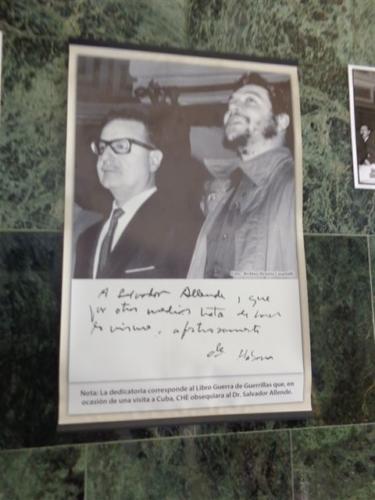 A Salvador Allende, que
por otros medios trata de
lo mismo, afectuosamente
Che
Nota: La dedicatoria corresponde al Libro Guerra de Guerrillas que, en
ocasión de una visita a Cuba, CHE obsequiara al Dr. Salvador Allende.